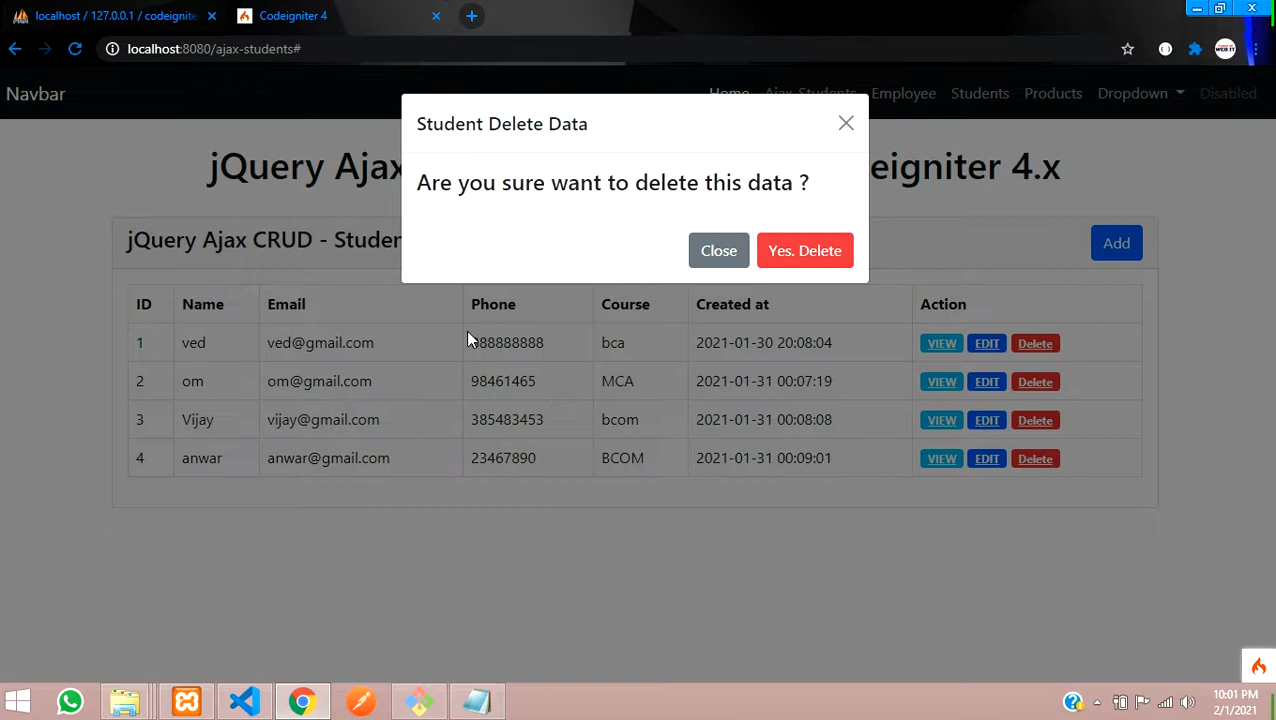 localhost / 127.0.0.1 / codeignite
Codeigniter 4
localhost:8080/ajax-students#
Navbar
Home Ajax-Students Employee Students Products Dropdown Disabled
Student Delete Data
jQuery Ajax eigniter 4.x
Are you sure want to delete this data ?
jQuery Ajax CRUD - Studen Add
Close Yes. Delete
ID Name Email Phone Course Created at Action
1 ved ved@gmail.com 888888888 bca 2021-01-30 20:08:04 VIEW EDIT Delete
2 om om@gmail.com 98461465 MCA 2021-01-31 00:07:19 VIEW EDIT Delete
3 Vijay vijay@gmail.com 385483453 bcom 2021-01-31 00:08:08 VIEW EDIT Delete
4 anwar anwar@gmail.com 23467890 BCOM 2021-01-31 00:09:01 VIEW EDIT Delete
10:01 PM
2/1/2021